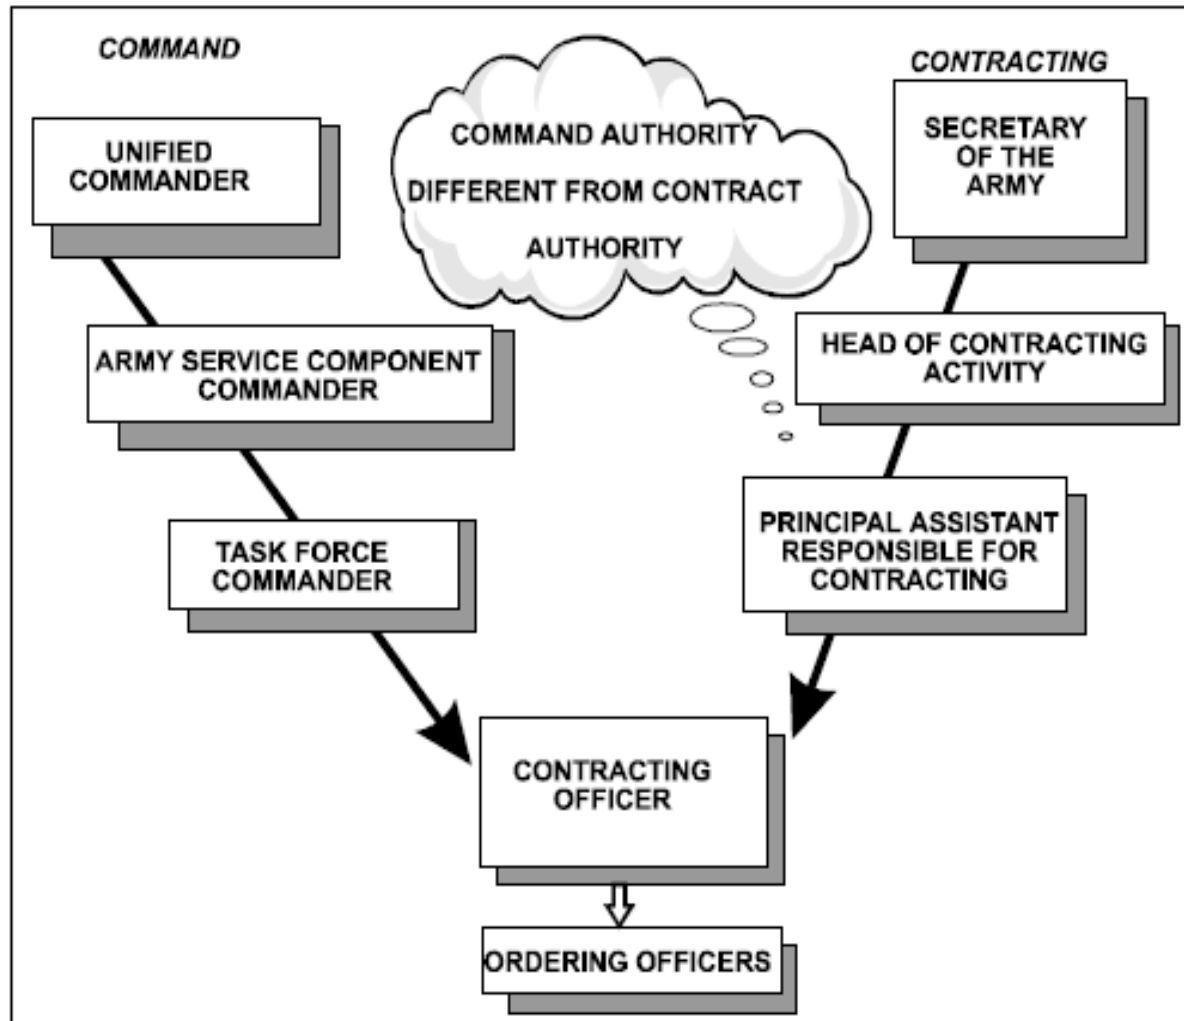 COMMAND
UNIFIED
COMMANDER
ARMY SERVICE COMPONENT
COMMANDER
TASK FORCE
COMMANDER
COMMAND AUTHORITY
DIFFERENT FROM CONTRACT
AUTHORITY
CONTRACTING
SECRETARY
OF THE
ARMY
HEAD OF CONTRACTING
ACTIVITY
PRINCIPAL ASSISTANT
RESPONSIBLE FOR
CONTRACTING
CONTRACTING
OFFICER
ORDERING OFFICERS